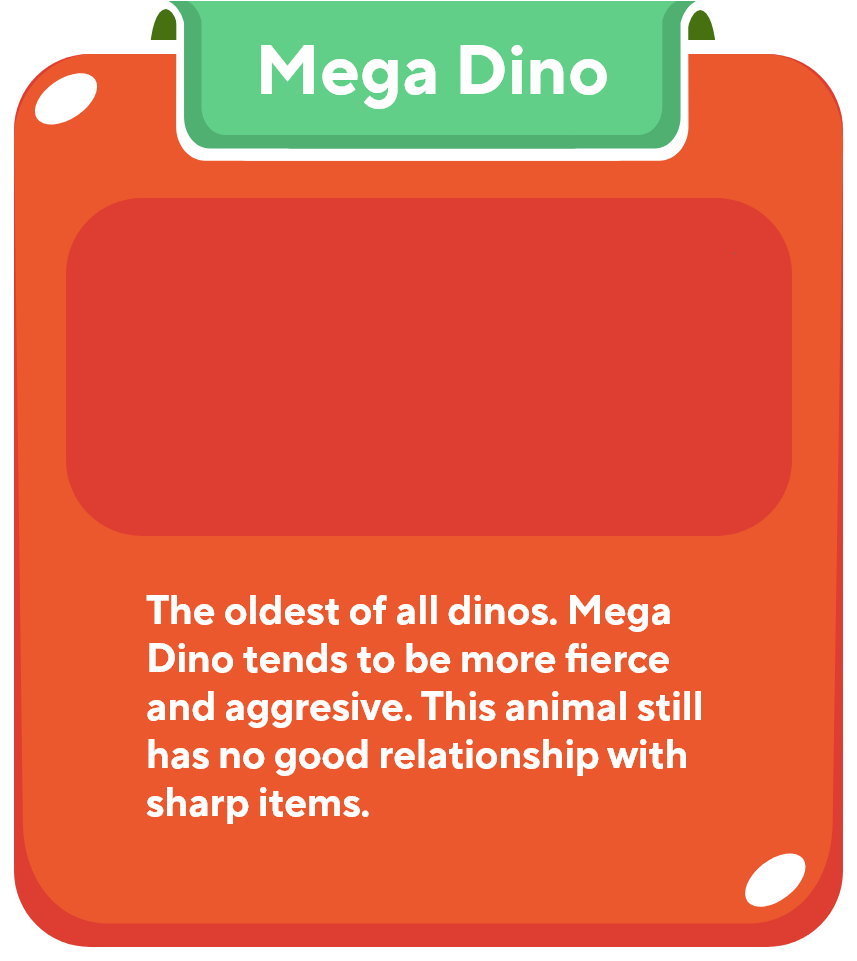 Mega Dino
The oldest of all dinos. Mega
Dino tends to be more fierce
and aggresive. This animal still
has no good relationship with
sharp items.